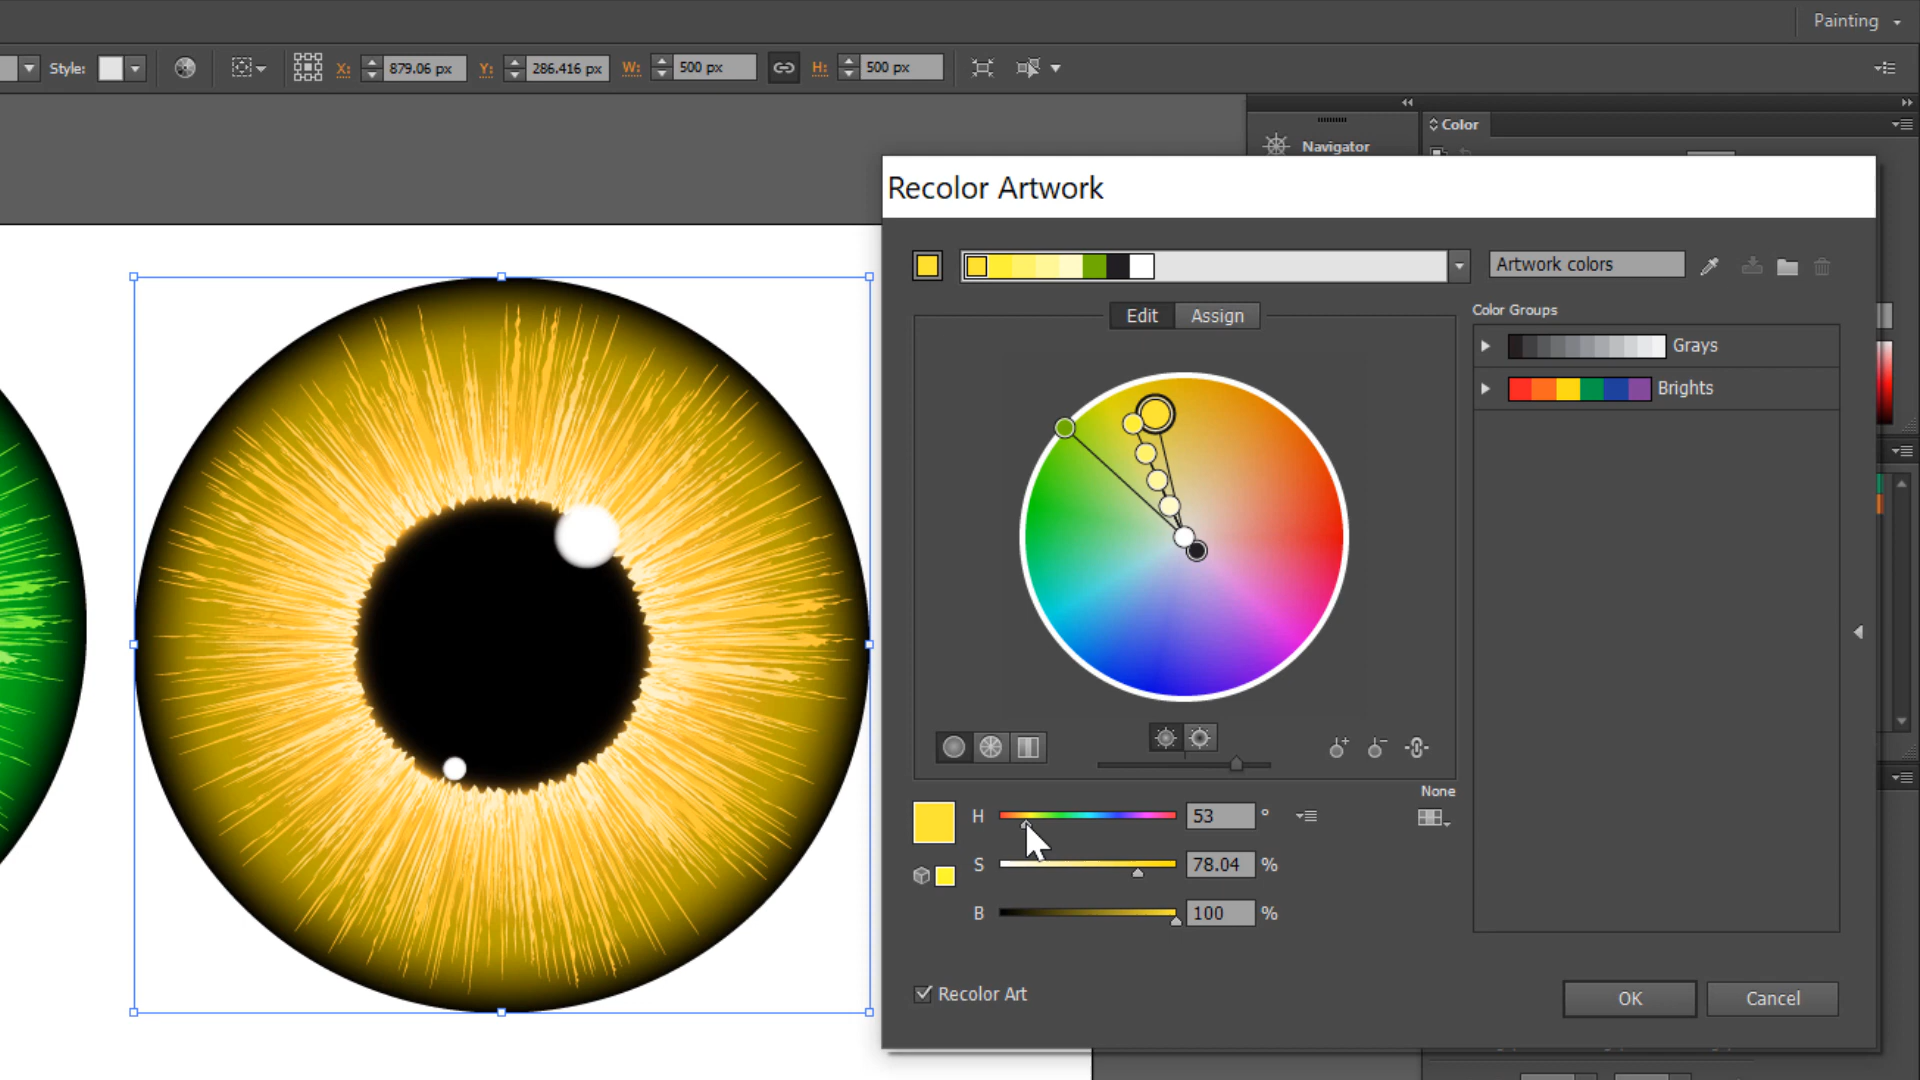 Painting
Style: X: 879.06 px Y: 286.416 px W: 500 px H: 500 px
Color
Navigator
Recolor Artwork
Artwork colors
Color Groups
Edit Assign
Grays
Brights
None
H 53 °
S 78.04 %
B 100 %
Recolor Art
OK Cancel